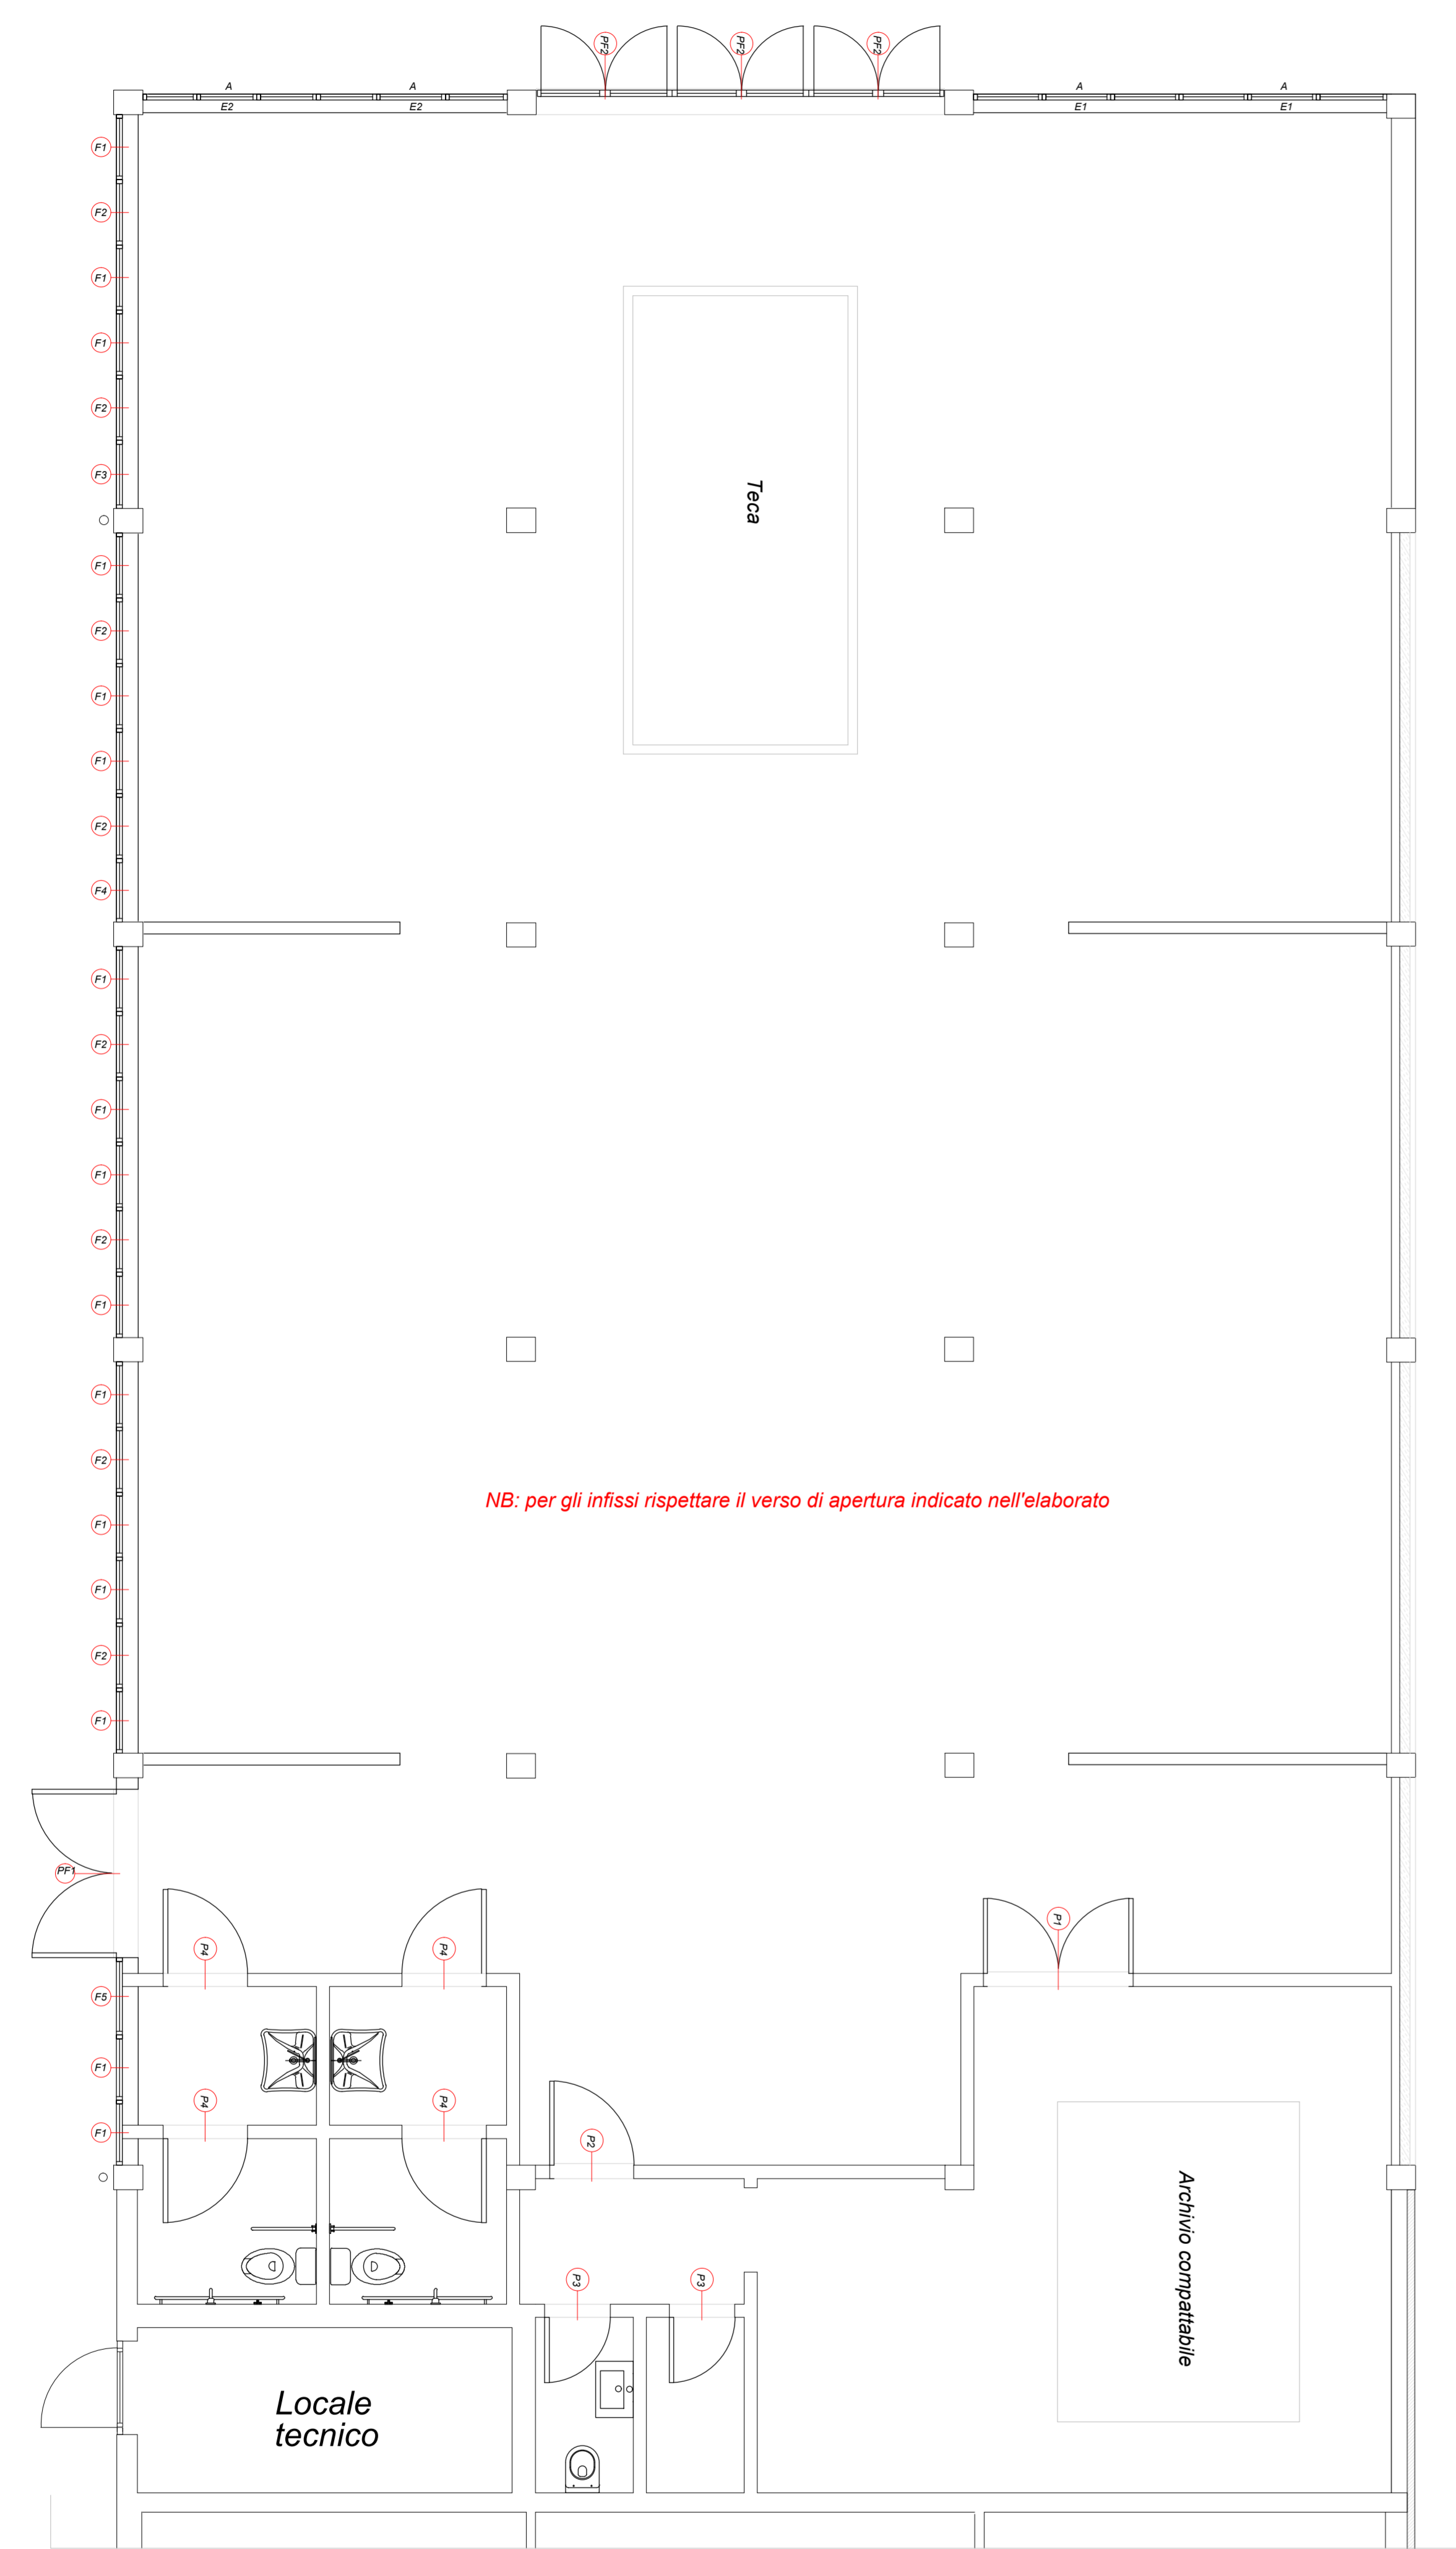 PF2 PF2 PF2
A A A A
E2 E2 E1 E1
F1
F2
F1
F1
F2
F3
Teca
F1
F2
F1
F1
F2
F4
F1
F2
F1
F1
F2
F1
F1
F2
NB: per gli infissi rispettare il verso di apertura indicato nell'elaborato
F1
F1
F2
F1
PF1
P1
P4 P4
F5
F1
P4 P4
F1
P2
Archivio compattabile
P3 P3
Locale
tecnico